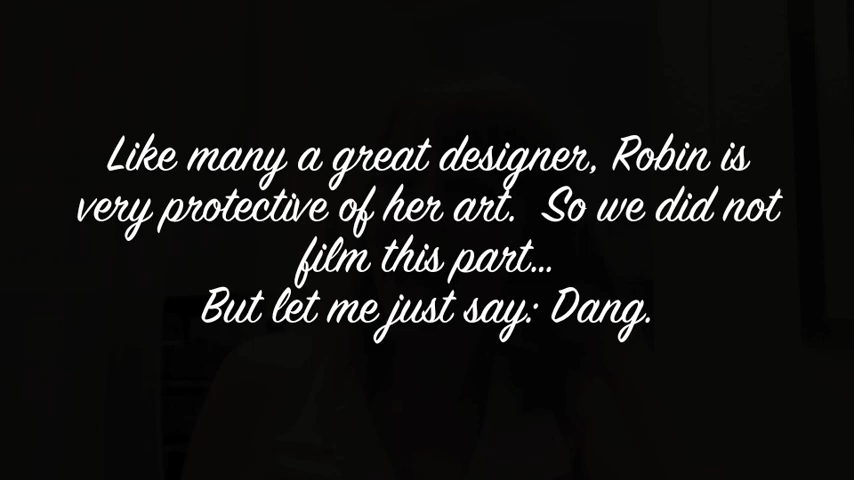 Like many a great designer, Robin is
very protective of her art.  So we did not
film this part...
But let me just say: Dang.